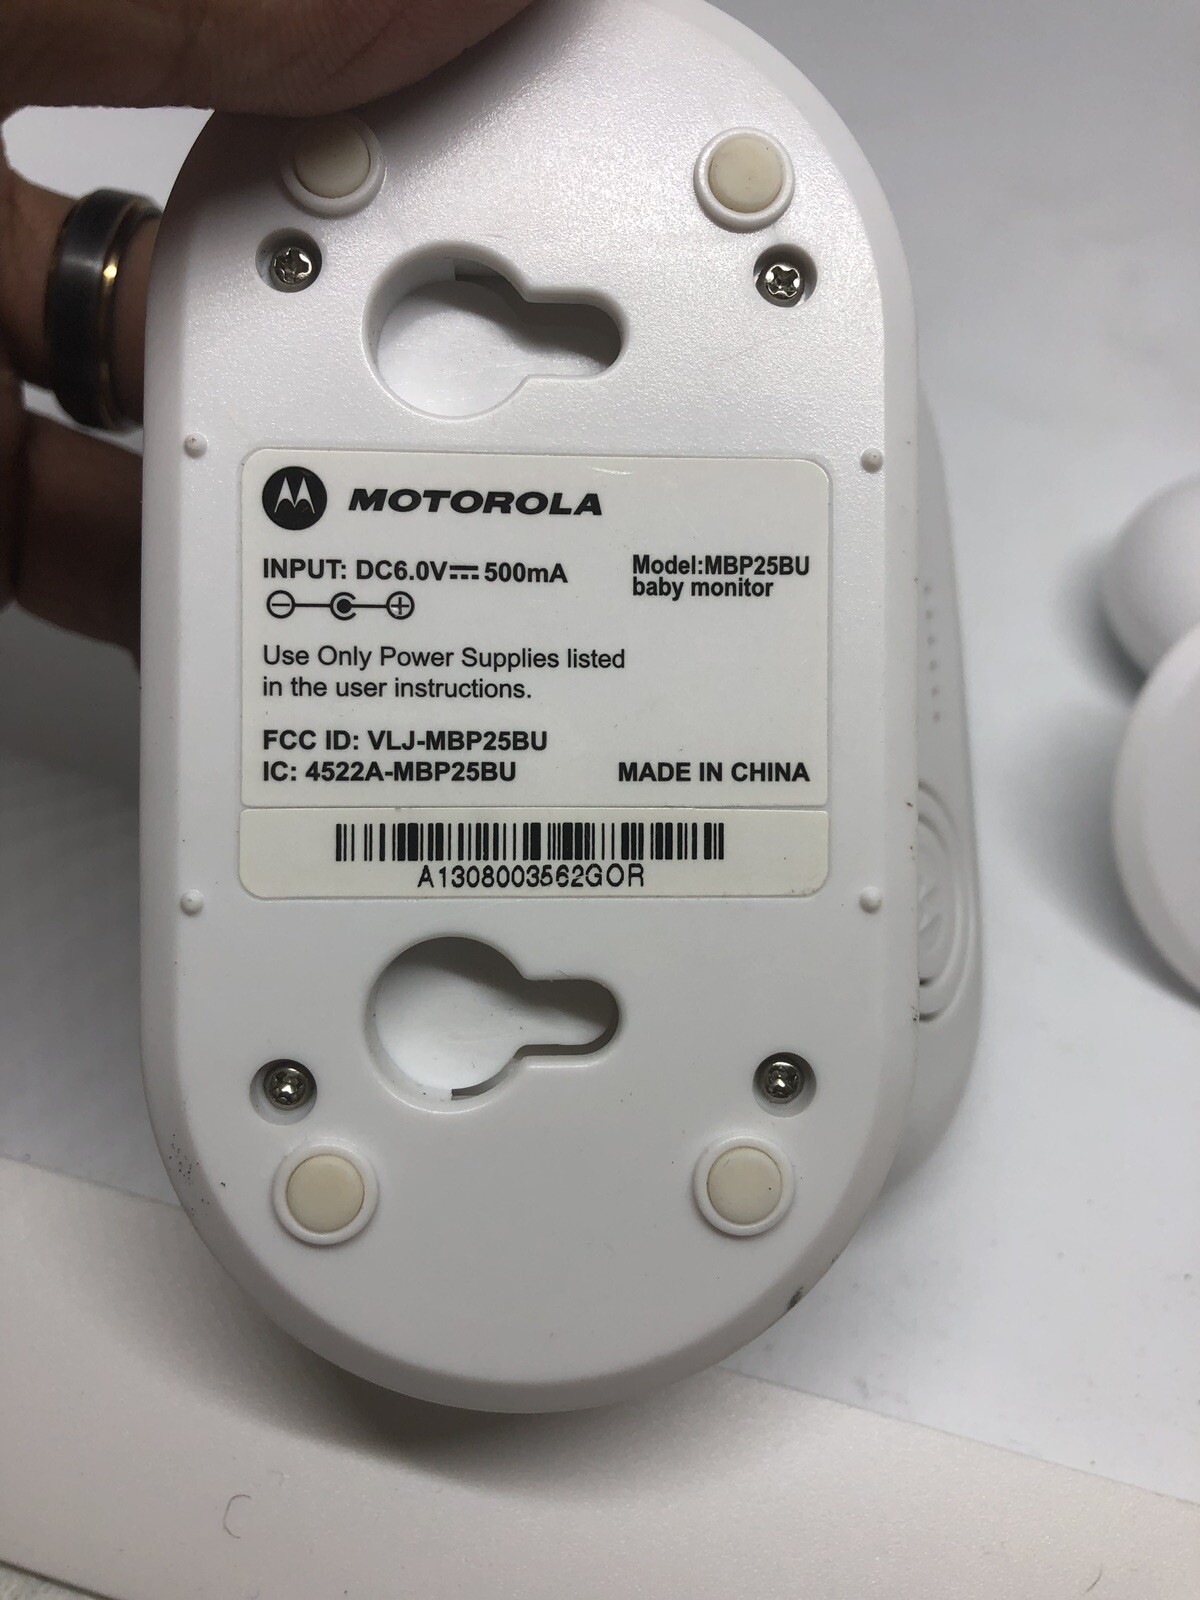 MOTOROLA
INPUT: DC6.0V⎓500mA
Model:MBP25BU
baby monitor
Use Only Power Supplies listed
in the user instructions.
FCC ID: VLJ-MBP25BU
IC: 4522A-MBP25BU
MADE IN CHINA
A1308003562GOR